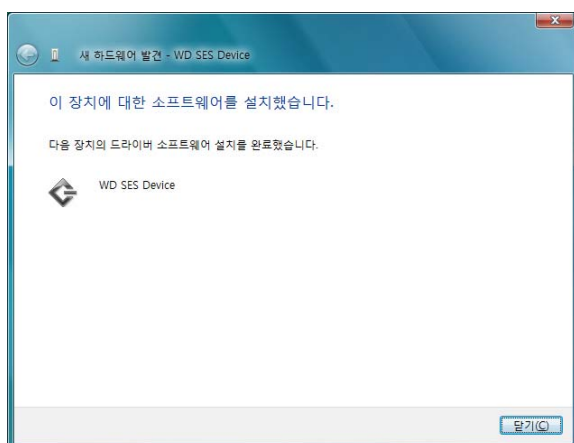 새 하드웨어 발견 - WD SES Device
이 장치에 대한 소프트웨어를 설치했습니다.
다음 장치의 드라이버 소프트웨어 설치를 완료했습니다.
WD SES Device
닫기(C)